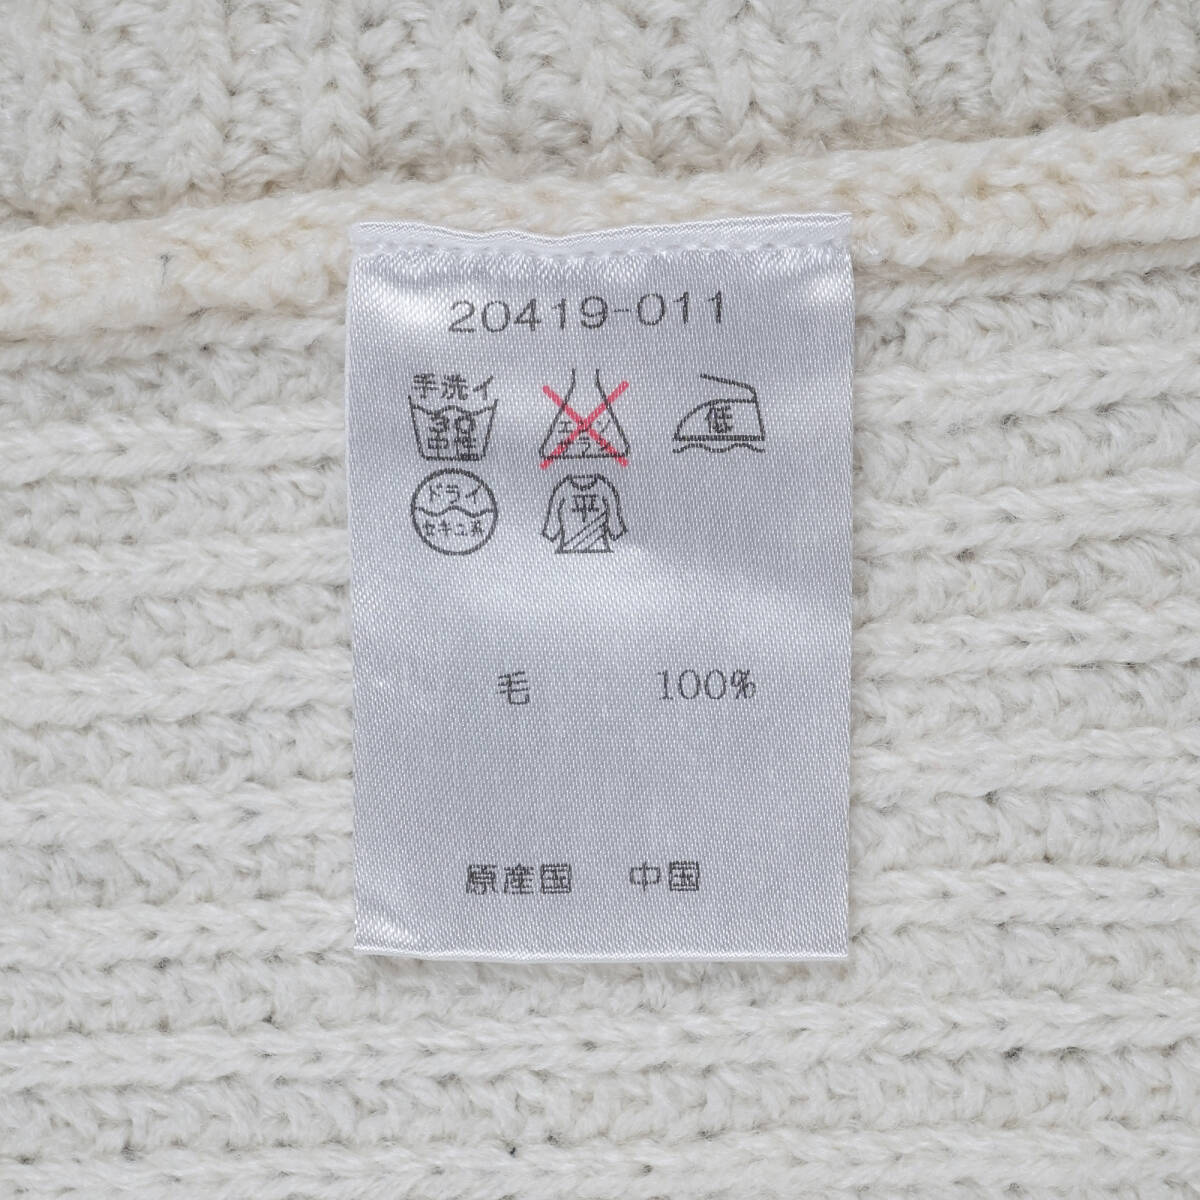 20419-011
手洗イ
30
中性
エンソ
サラシ
低
ドライ
セキユ系
平
毛 100%
原産国 中国